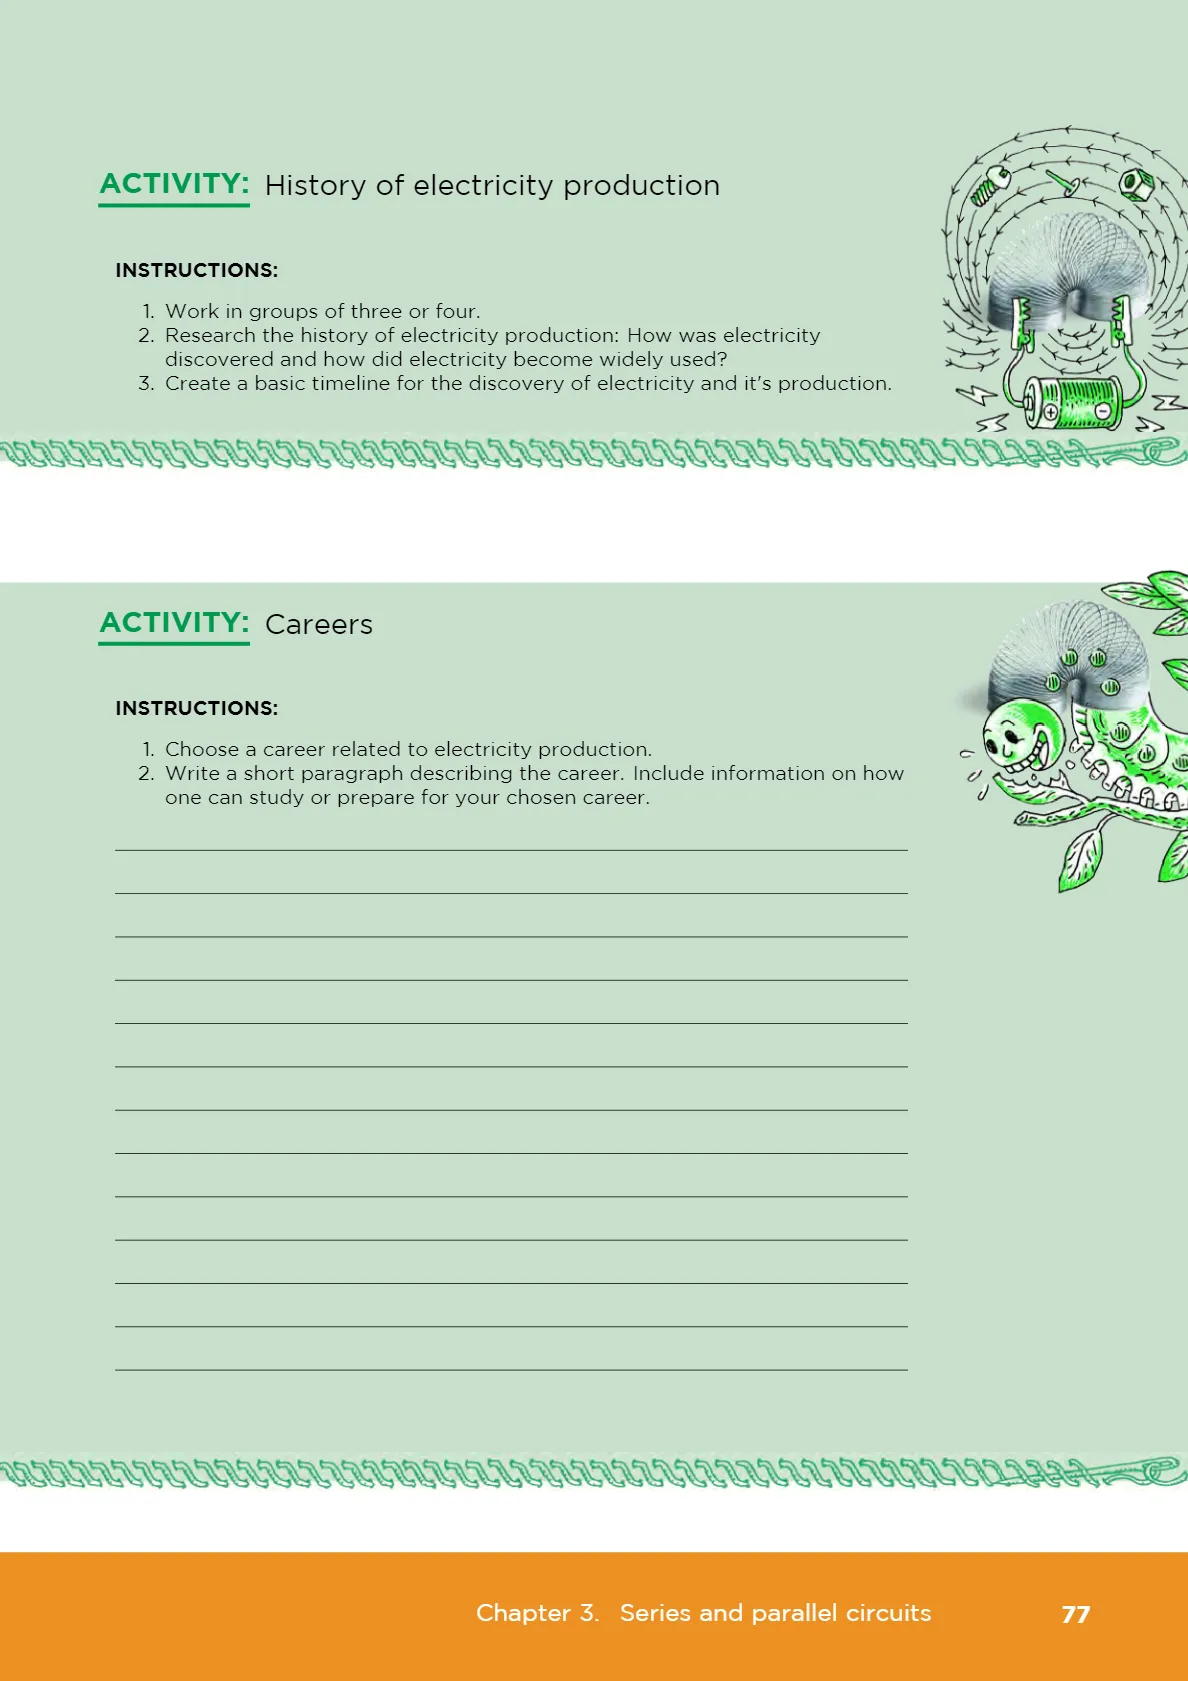 ACTIVITY: History of electricity production
INSTRUCTIONS:
1. Work in groups of three or four.
2. Research the history of electricity production: How was electricity
discovered and how did electricity become widely used?
3. Create a basic timeline for the discovery of electricity and it's production.
ACTIVITY: Careers
INSTRUCTIONS:
1. Choose a career related to electricity production.
2. Write a short paragraph describing the career. Include information on how
one can study or prepare for your chosen career.
Chapter 3. Series and parallel circuits 77